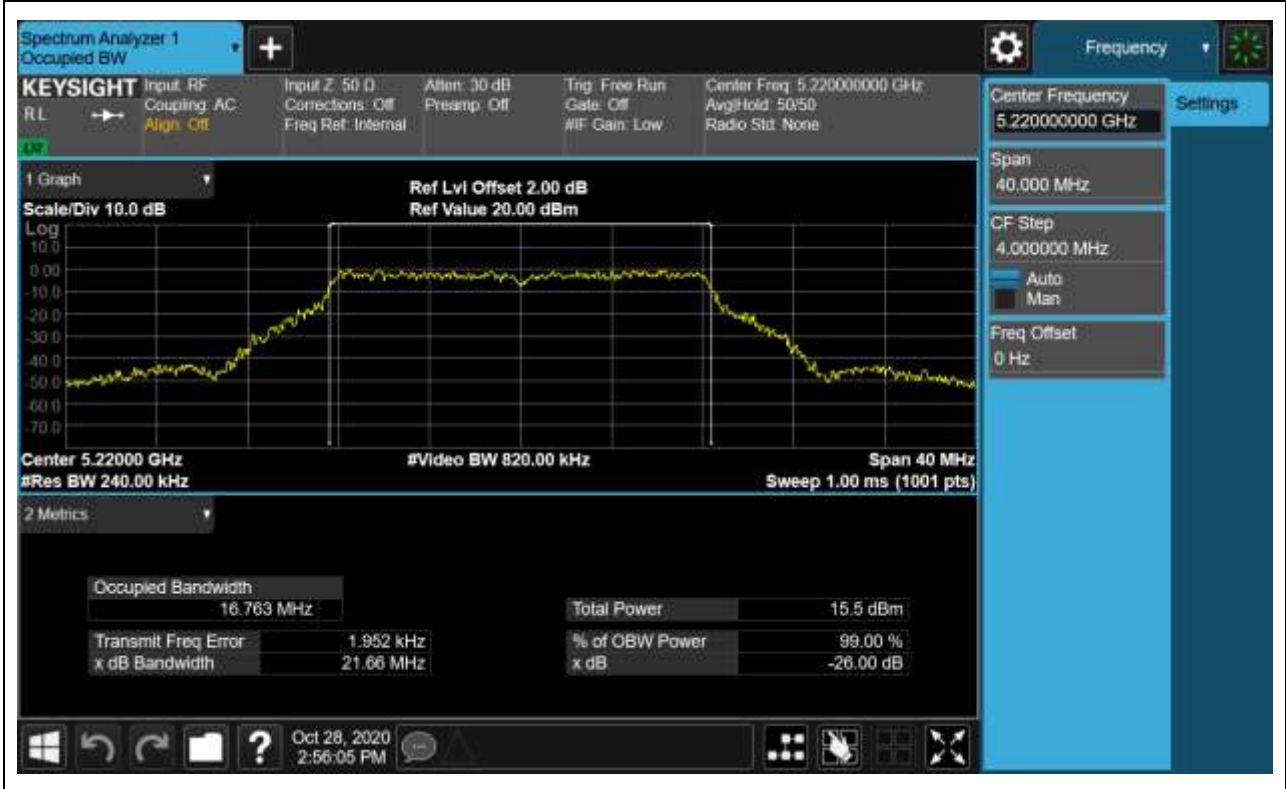 Spectrum Analyzer 1
Occupied BW
Frequency
KEYSIGHT
R L
Input: RF
Coupling: AC
Align: Off
Input Z: 50 Ω
Corrections: Off
Freq Ref: Internal
Atten: 30 dB
Preamp: Off
Trig: Free Run
Gate: Off
#IF Gain: Low
Center Freq: 5.220000000 GHz
Avg|Hold: 50/50
Radio Std: None
Center Frequency
5.220000000 GHz
Settings
Span
40.000 MHz
CF Step
4.000000 MHz
Auto
Man
Freq Offset
0 Hz
1 Graph
Scale/Div 10.0 dB
Ref Lvl Offset 2.00 dB
Ref Value 20.00 dBm
Log
10.0
0.00
-10.0
-20.0
-30.0
-40.0
-50.0
-60.0
-70.0
Center 5.22000 GHz
#Video BW 820.00 kHz
Span 40 MHz
#Res BW 240.00 kHz
Sweep 1.00 ms (1001 pts)
2 Metrics
Occupied Bandwidth
16.763 MHz
Total Power 15.5 dBm
Transmit Freq Error 1.952 kHz
% of OBW Power 99.00 %
x dB Bandwidth 21.66 MHz
x dB -26.00 dB
?
Oct 28, 2020
2:56:05 PM